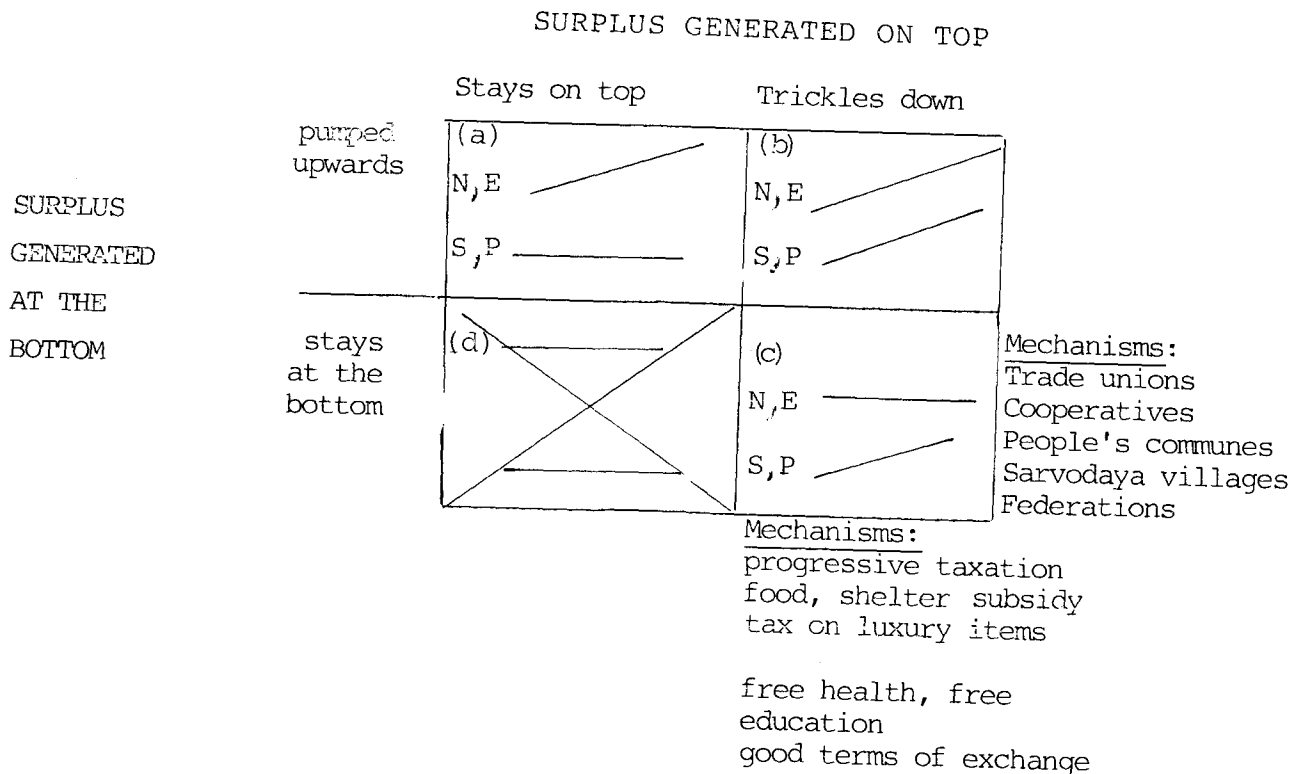 SURPLUS GENERATED ON TOP
Stays on top
Trickles down
pumped
upwards
(a)
N,E
S,P
(b)
N,E
S,P
SURPLUS
GENERATED
AT THE
BOTTOM
stays
at the
bottom
(d)
(c)
N,E
S,P
Mechanisms:
Trade unions
Cooperatives
People's communes
Sarvodaya villages
Federations
Mechanisms:
progressive taxation
food, shelter subsidy
tax on luxury items
free health, free
education
good terms of exchange